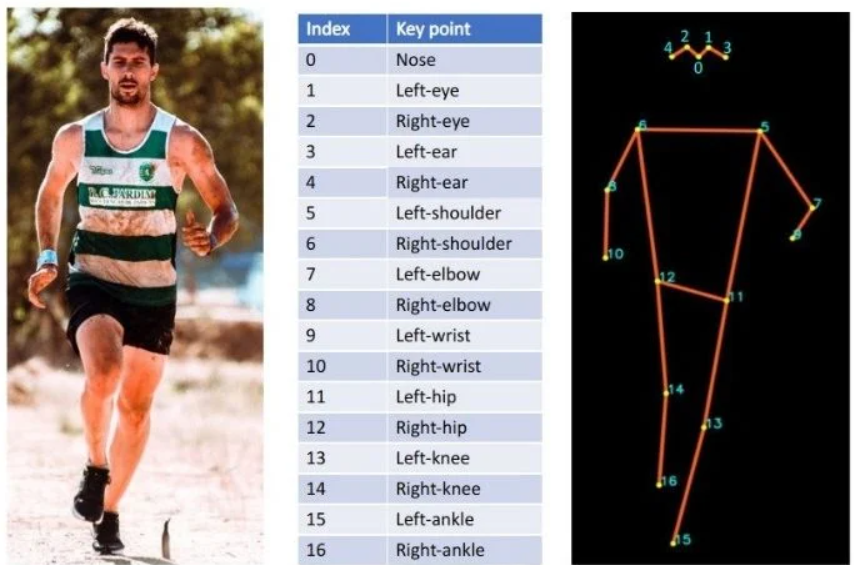 Index Key point
0 Nose
1 Left-eye
2 Right-eye
3 Left-ear
4 Right-ear
5 Left-shoulder
6 Right-shoulder
7 Left-elbow
8 Right-elbow
9 Left-wrist
10 Right-wrist
11 Left-hip
12 Right-hip
13 Left-knee
14 Right-knee
15 Left-ankle
16 Right-ankle
4 2 1 3
0
6 5
8 7
9
10
12 11
14
13
16
15